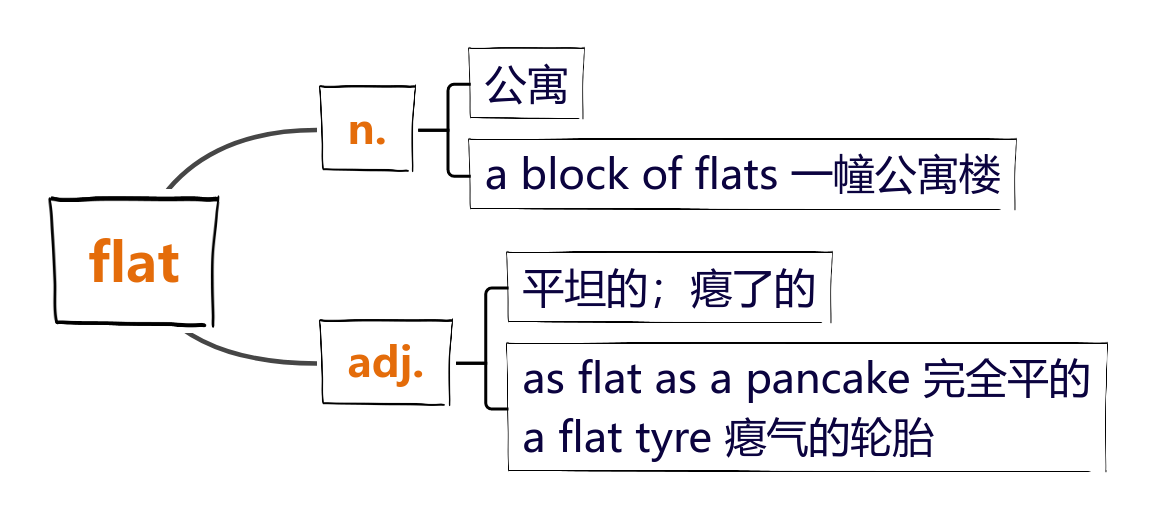 flat
n.
公寓
a block of flats 一幢公寓楼
adj.
平坦的；瘪了的
as flat as a pancake 完全平的
a flat tyre 瘪气的轮胎